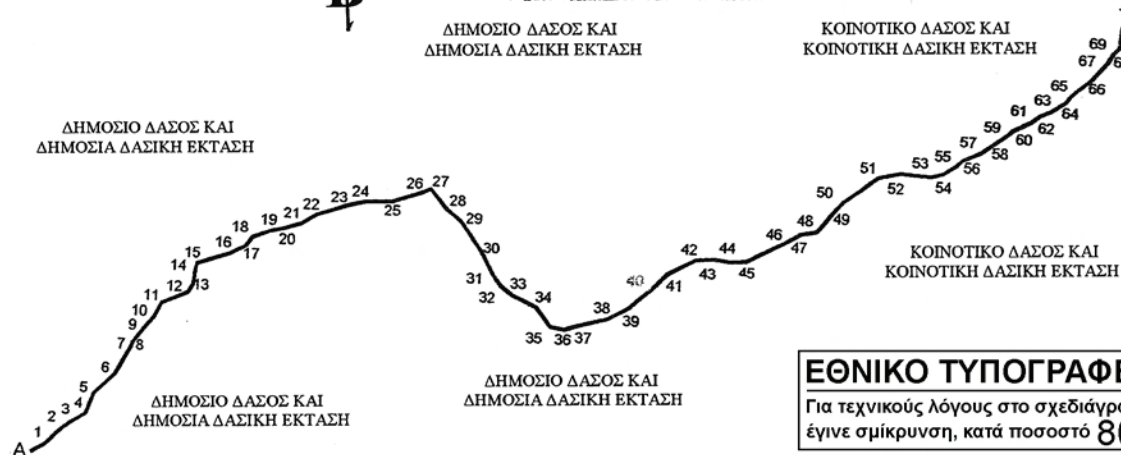 Β
ΔΗΜΟΣΙΟ ΔΑΣΟΣ ΚΑΙ
ΔΗΜΟΣΙΑ ΔΑΣΙΚΗ ΕΚΤΑΣΗ
ΚΟΙΝΟΤΙΚΟ ΔΑΣΟΣ ΚΑΙ
ΚΟΙΝΟΤΙΚΗ ΔΑΣΙΚΗ ΕΚΤΑΣΗ
ΔΗΜΟΣΙΟ ΔΑΣΟΣ ΚΑΙ
ΔΗΜΟΣΙΑ ΔΑΣΙΚΗ ΕΚΤΑΣΗ
Α 1 2 3 4 5 6 7 8 9 10 11 12 13 14 15 16 17 18 19 20 21 22 23 24 25 26 27 28 29 30 31 32 33 34 35 36 37 38 39 40 41 42 43 44 45 46 47 48 49 50 51 52 53 54 55 56 57 58 59 60 61 62 63 64 65 66 67 69
ΚΟΙΝΟΤΙΚΟ ΔΑΣΟΣ ΚΑΙ
ΚΟΙΝΟΤΙΚΗ ΔΑΣΙΚΗ ΕΚΤΑΣΗ
ΔΗΜΟΣΙΟ ΔΑΣΟΣ ΚΑΙ
ΔΗΜΟΣΙΑ ΔΑΣΙΚΗ ΕΚΤΑΣΗ
ΔΗΜΟΣΙΟ ΔΑΣΟΣ ΚΑΙ
ΔΗΜΟΣΙΑ ΔΑΣΙΚΗ ΕΚΤΑΣΗ
ΕΘΝΙΚΟ ΤΥΠΟΓΡΑΦΕ
Για τεχνικούς λόγους στο σχεδιάγρα
έγινε σμίκρυνση, κατά ποσοστό 8